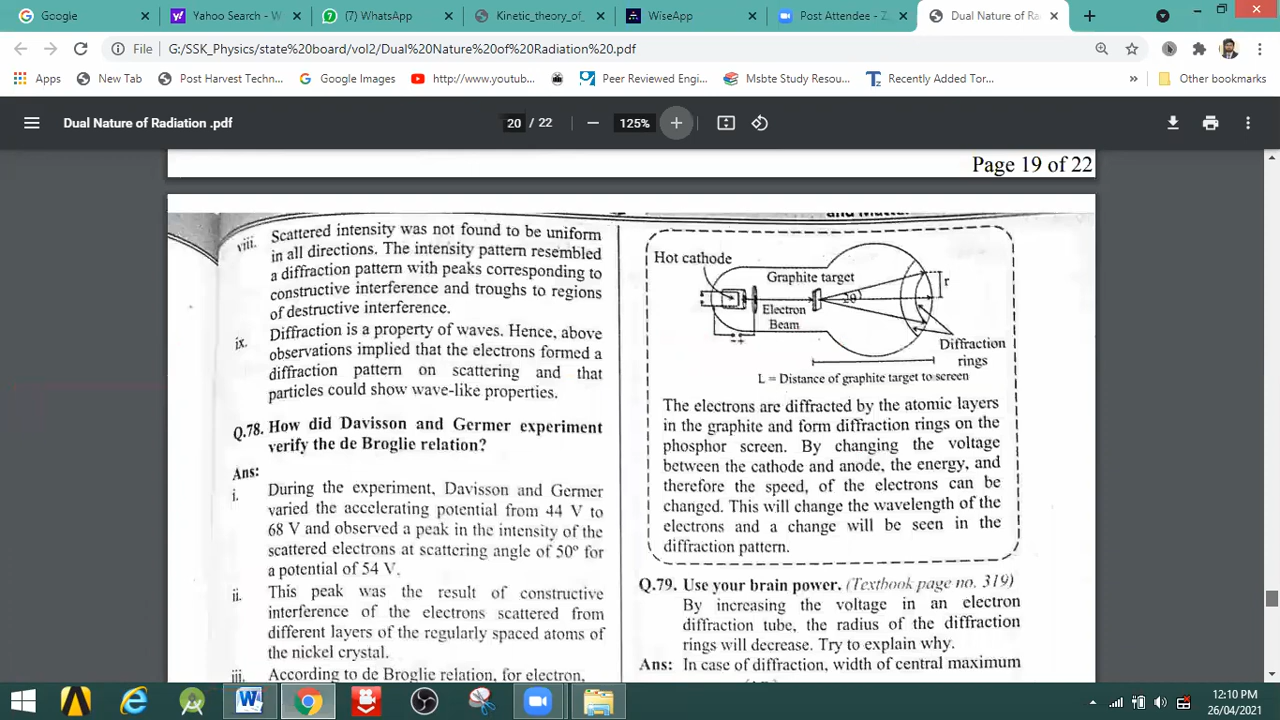 Google
Yahoo Search - W
(7) WhatsApp
Kinetic_theory_of_
WiseApp
Post Attendee - Z
Dual Nature of Ra
File
G:/SSK_Physics/state%20board/vol2/Dual%20Nature%20of%20Radiation%20.pdf
Apps
New Tab
Post Harvest Techn...
Google Images
http://www.youtub...
Peer Reviewed Engi...
Msbte Study Resou...
Recently Added Tor...
»
Other bookmarks
Dual Nature of Radiation .pdf
20 / 22
125%
Page 19 of 22
viii. Scattered intensity was not found to be uniform
in all directions. The intensity pattern resembled
a diffraction pattern with peaks corresponding to
constructive interference and troughs to regions
of destructive interference.
ix. Diffraction is a property of waves. Hence, above
observations implied that the electrons formed a
diffraction pattern on scattering and that
particles could show wave-like properties.
Q.78. How did Davisson and Germer experiment
verify the de Broglie relation?
Ans:
i. During the experiment, Davisson and Germer
varied the accelerating potential from 44 V to
68 V and observed a peak in the intensity of the
scattered electrons at scattering angle of 50° for
a potential of 54 V.
ii. This peak was the result of constructive
interference of the electrons scattered from
different layers of the regularly spaced atoms of
the nickel crystal.
iii. According to de Broglie relation, for electron,
Hot cathode
Graphite target
r
2θ
Electron
Beam
Diffraction
rings
L = Distance of graphite target to screen
The electrons are diffracted by the atomic layers
in the graphite and form diffraction rings on the
phosphor screen. By changing the voltage
between the cathode and anode, the energy, and
therefore the speed, of the electrons can be
changed. This will change the wavelength of the
electrons and a change will be seen in the
diffraction pattern.
Q.79. Use your brain power. (Textbook page no. 319)
By increasing the voltage in an electron
diffraction tube, the radius of the diffraction
rings will decrease. Try to explain why.
Ans: In case of diffraction, width of central maximum
12:10 PM
26/04/2021